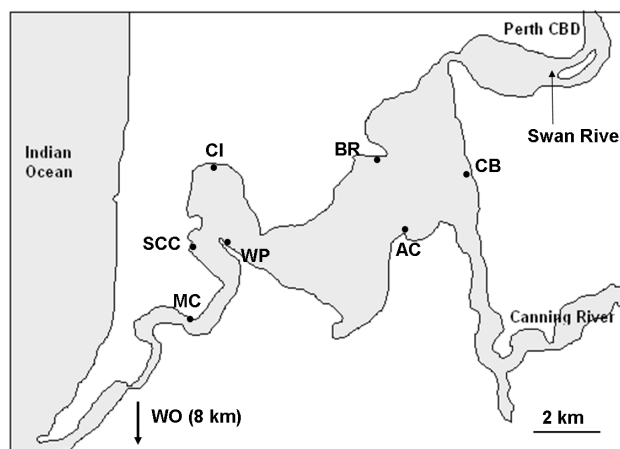 Perth CBD
Swan River
Indian
Ocean
CI
BR
CB
SCC
WP
AC
MC
Canning River
WO (8 km)
2 km